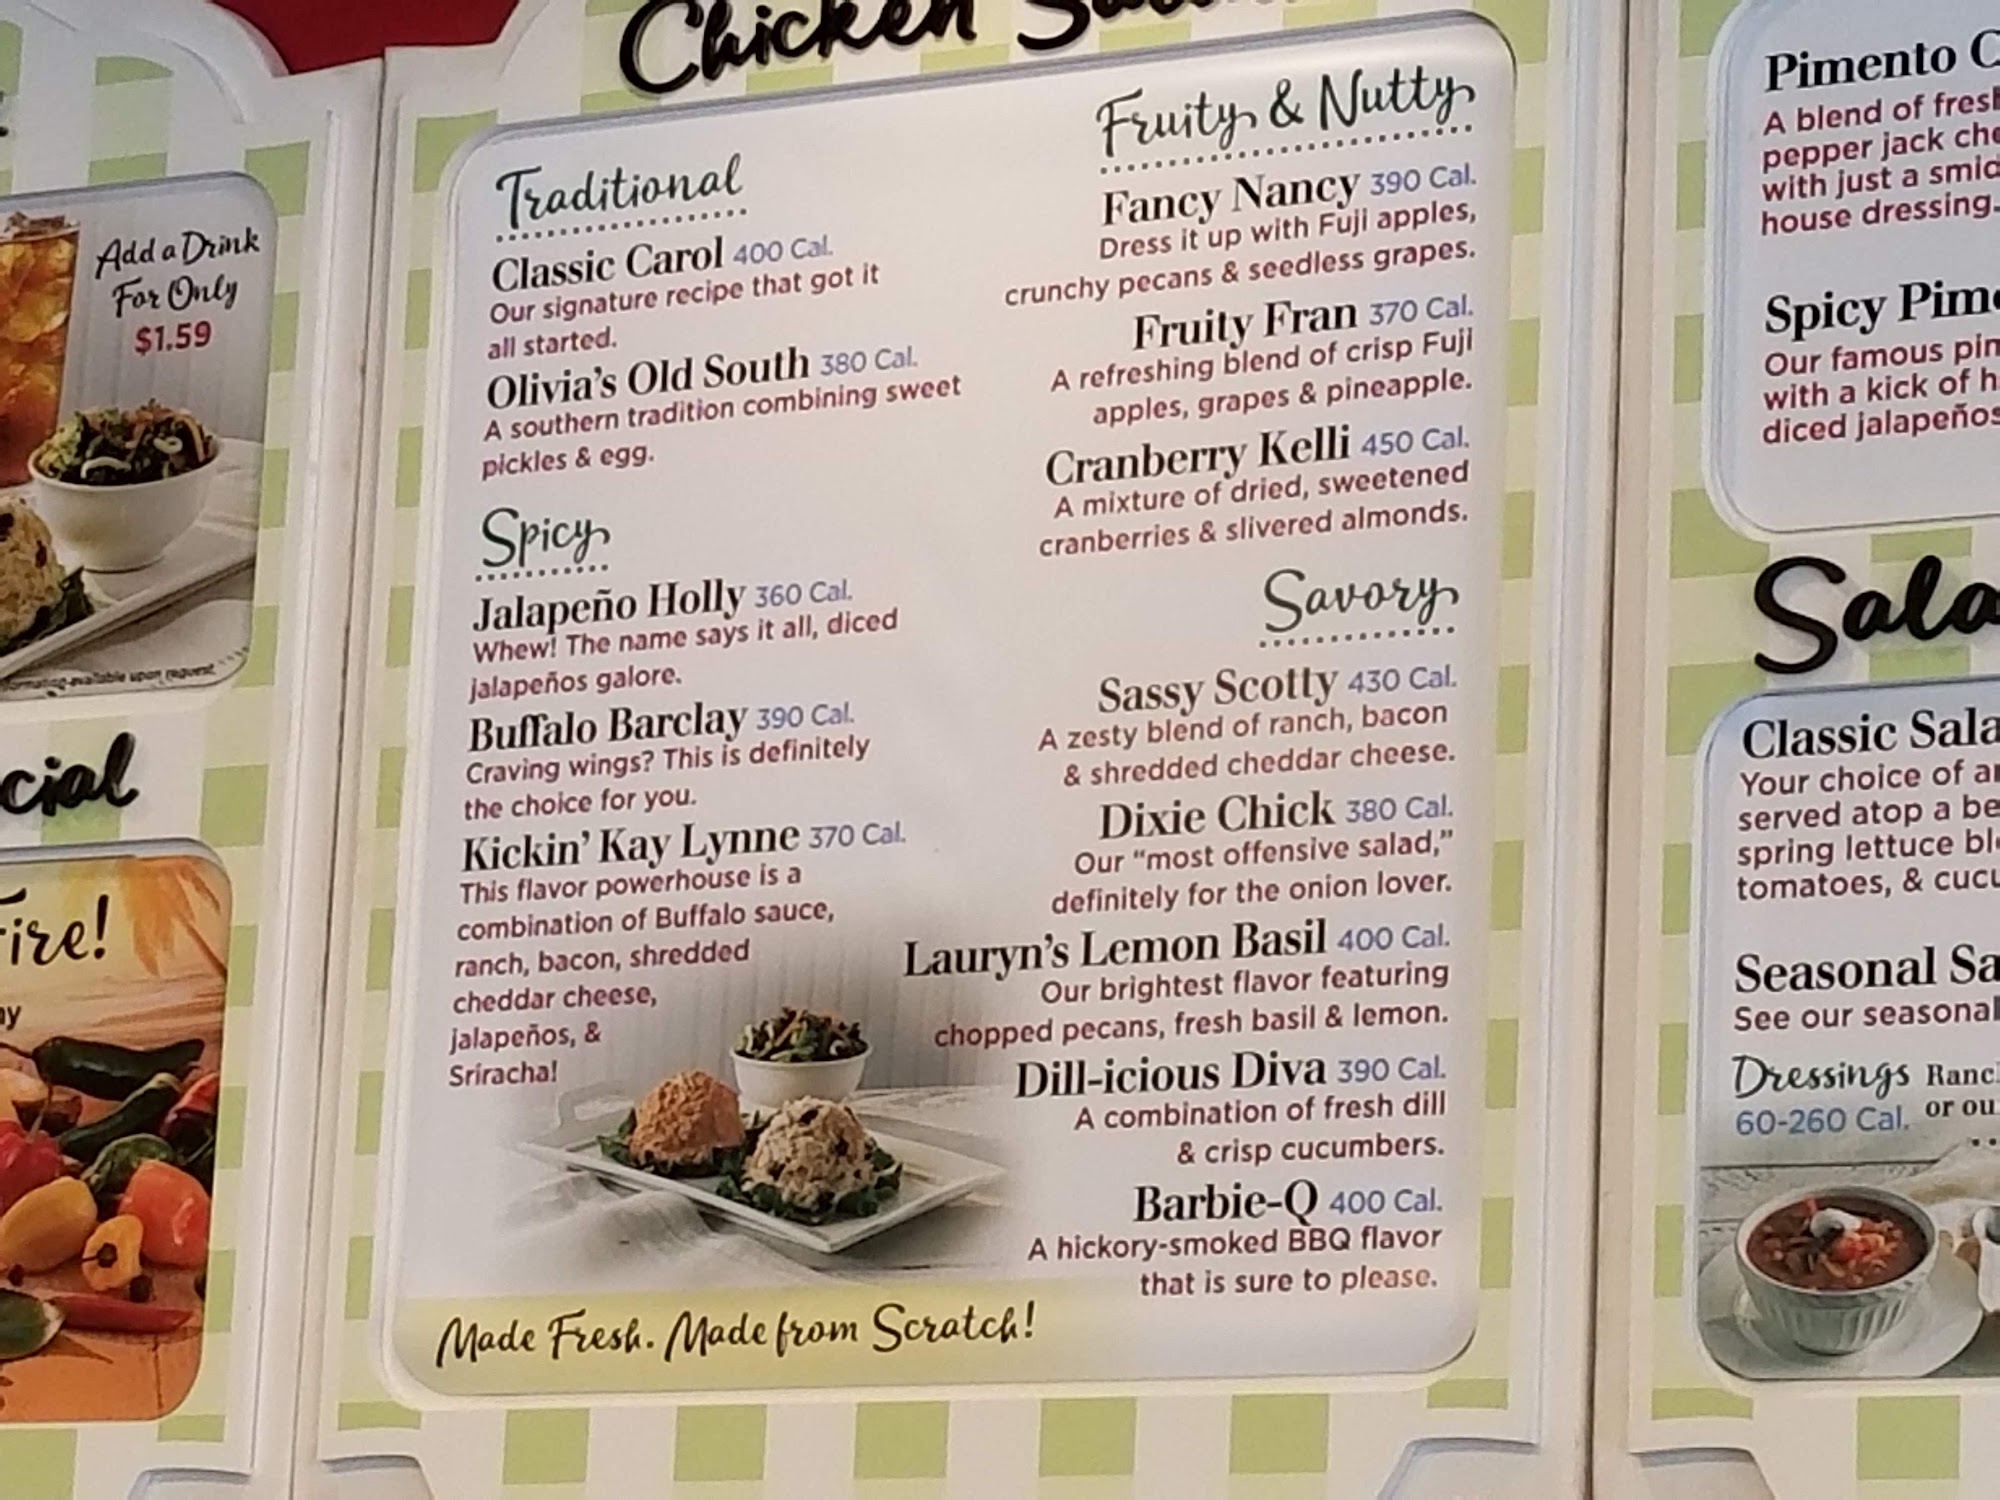 Add a Drink
For Only
$1.59
Fire!
Chicken
Traditional
Classic Carol 400 Cal.
Our signature recipe that got it
all started.
Olivia's Old South 380 Cal.
A southern tradition combining sweet
pickles & egg.
Spicy
Jalapeño Holly 360 Cal.
Whew! The name says it all, diced
jalapeños galore.
Buffalo Barclay 390 Cal.
Craving wings? This is definitely
the choice for you.
Kickin' Kay Lynne 370 Cal.
This flavor powerhouse is a
combination of Buffalo sauce,
ranch, bacon, shredded
cheddar cheese,
jalapeños, &
Sriracha!
Fruity & Nutty
Fancy Nancy 390 Cal.
Dress it up with Fuji apples,
crunchy pecans & seedless grapes.
Fruity Fran 370 Cal.
A refreshing blend of crisp Fuji
apples, grapes & pineapple.
Cranberry Kelli 450 Cal.
A mixture of dried, sweetened
cranberries & slivered almonds.
Savory
Sassy Scotty 430 Cal.
A zesty blend of ranch, bacon
& shredded cheddar cheese.
Dixie Chick 380 Cal.
Our "most offensive salad,"
definitely for the onion lover.
Lauryn's Lemon Basil 400 Cal.
Our brightest flavor featuring
chopped pecans, fresh basil & lemon.
Dill-icious Diva 390 Cal.
A combination of fresh dill
& crisp cucumbers.
Barbie-Q 400 Cal.
A hickory-smoked BBQ flavor
that is sure to please.
Made Fresh. Made from Scratch!
Pimento
A blend of
pepper jack
with just a
house dressing.
Spicy
Our famous
with a kick of
diced jalapeños
Classic
Your choice of
served atop a
spring lettuce
tomatoes, &
Seasonal
See our seasonal
Dressings
60-260 Cal.
or